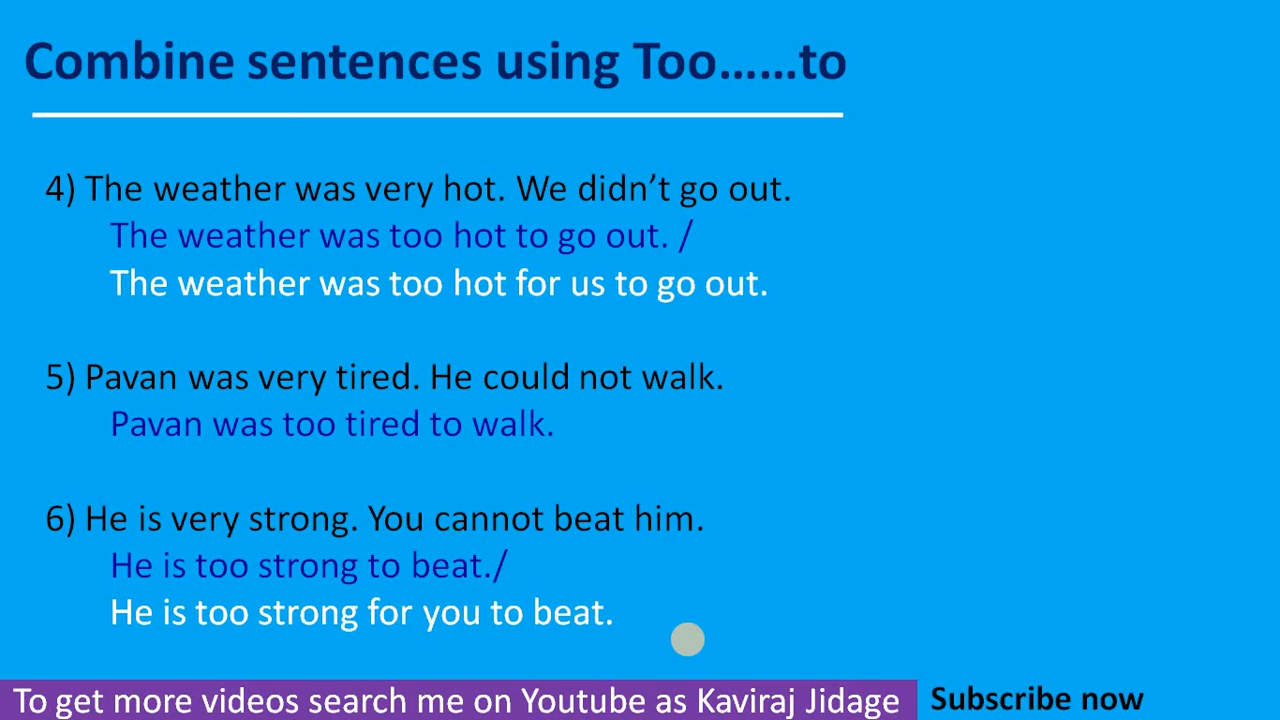 Combine sentences using Too......to
4) The weather was very hot. We didn’t go out.
The weather was too hot to go out. /
The weather was too hot for us to go out.
5) Pavan was very tired. He could not walk.
Pavan was too tired to walk.
6) He is very strong. You cannot beat him.
He is too strong to beat./
He is too strong for you to beat.
To get more videos search me on Youtube as Kaviraj Jidage Subscribe now